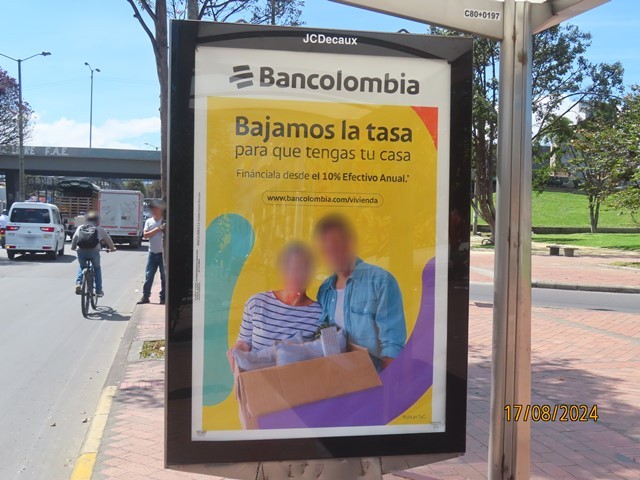 C80+0197
JCDecaux
Bancolombia
Bajamos la tasa
para que tengas tu casa
Fináncíala desde el 10% Efectivo Anual.*
www.bancolombia.com/vivienda
17/08/2024